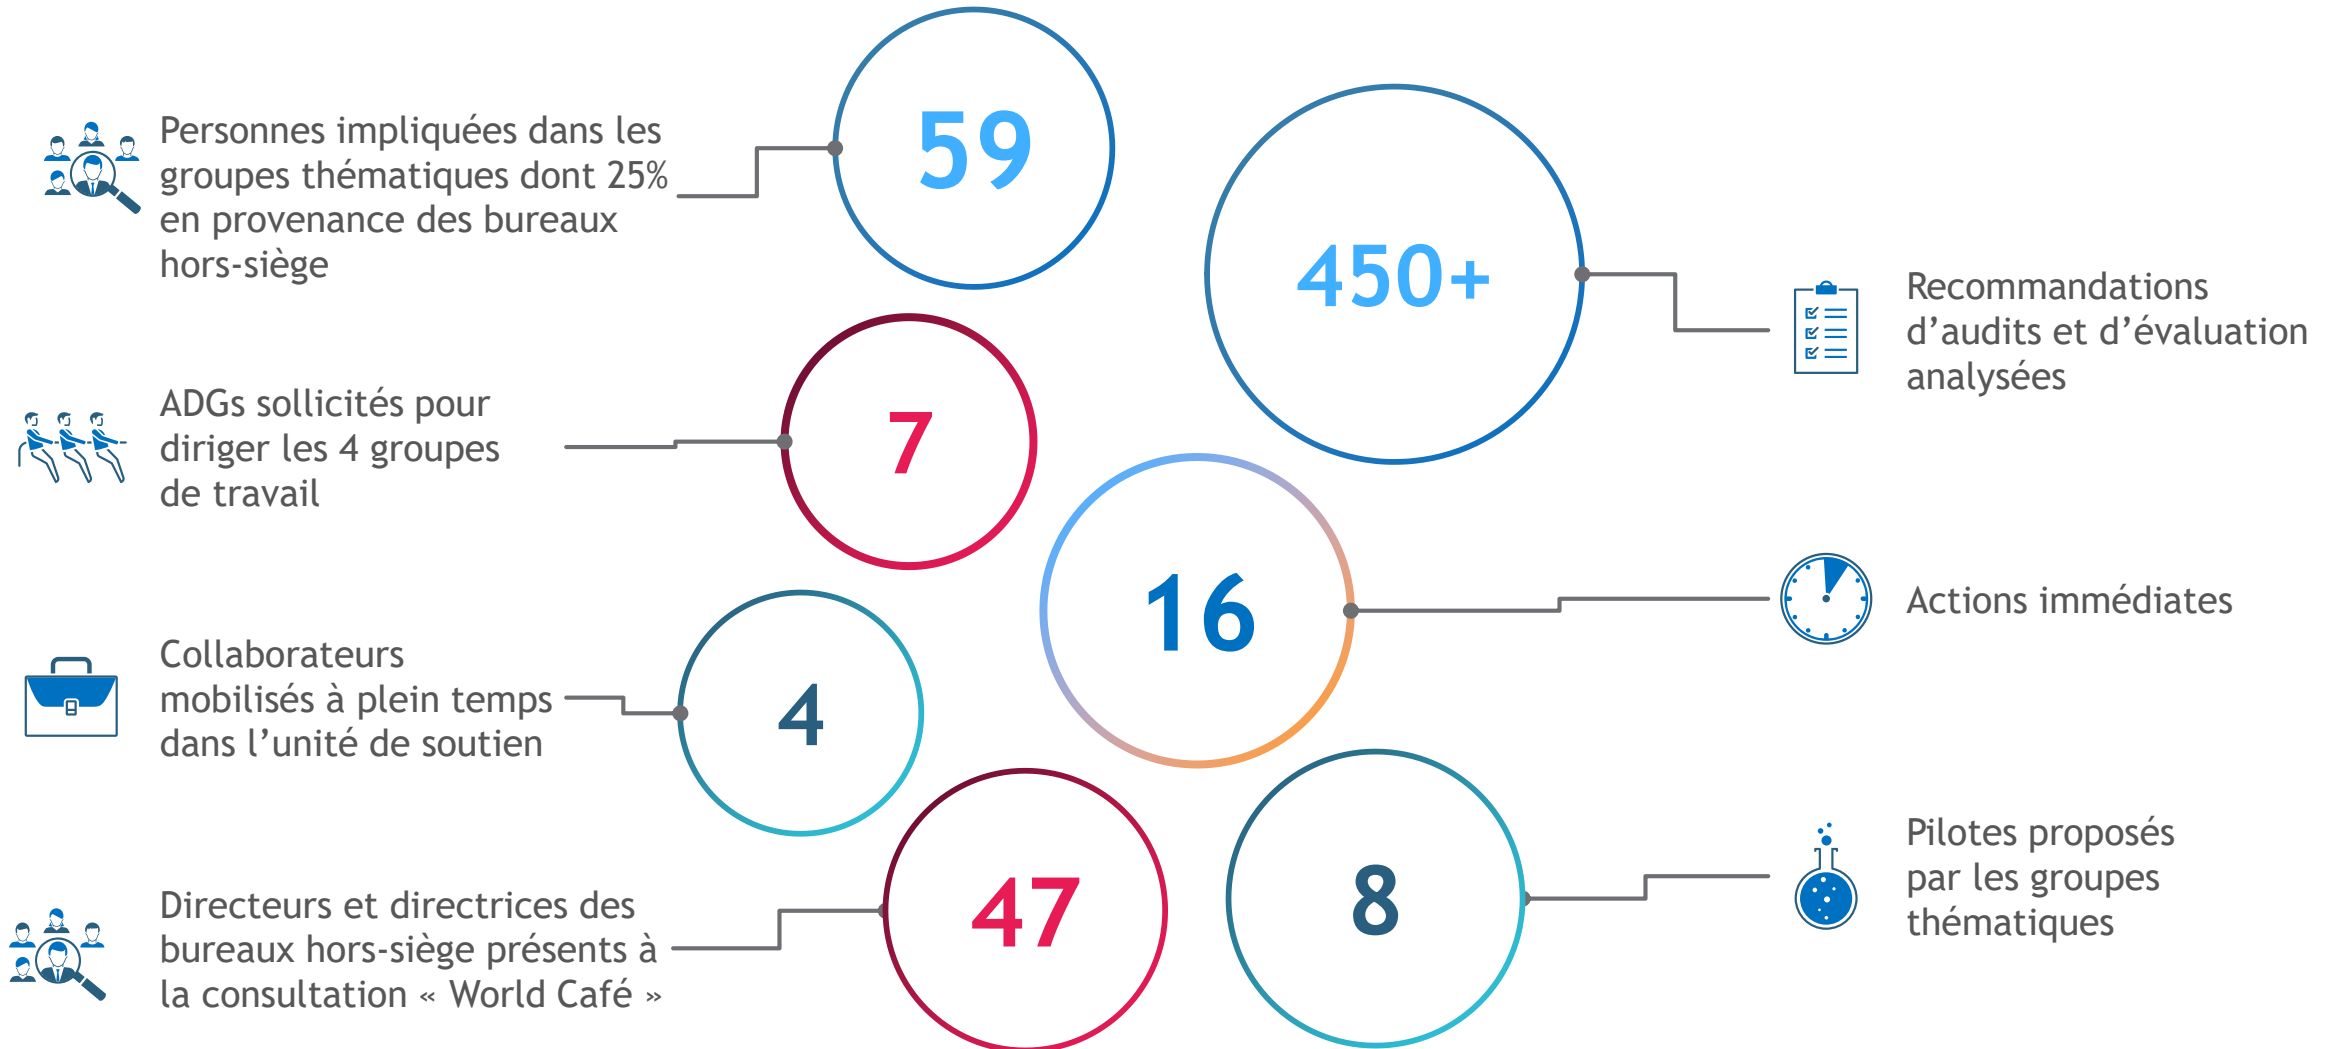 Personnes impliquées dans les
groupes thématiques dont 25%
en provenance des bureaux
hors-siège
59
ADGs sollicités pour
diriger les 4 groupes
de travail
7
Collaborateurs
mobilisés à plein temps
dans l’unité de soutien
4
Directeurs et directrices des
bureaux hors-siège présents à
la consultation « World Café »
47
450+
Recommandations
d’audits et d’évaluation
analysées
16
Actions immédiates
8
Pilotes proposés
par les groupes
thématiques